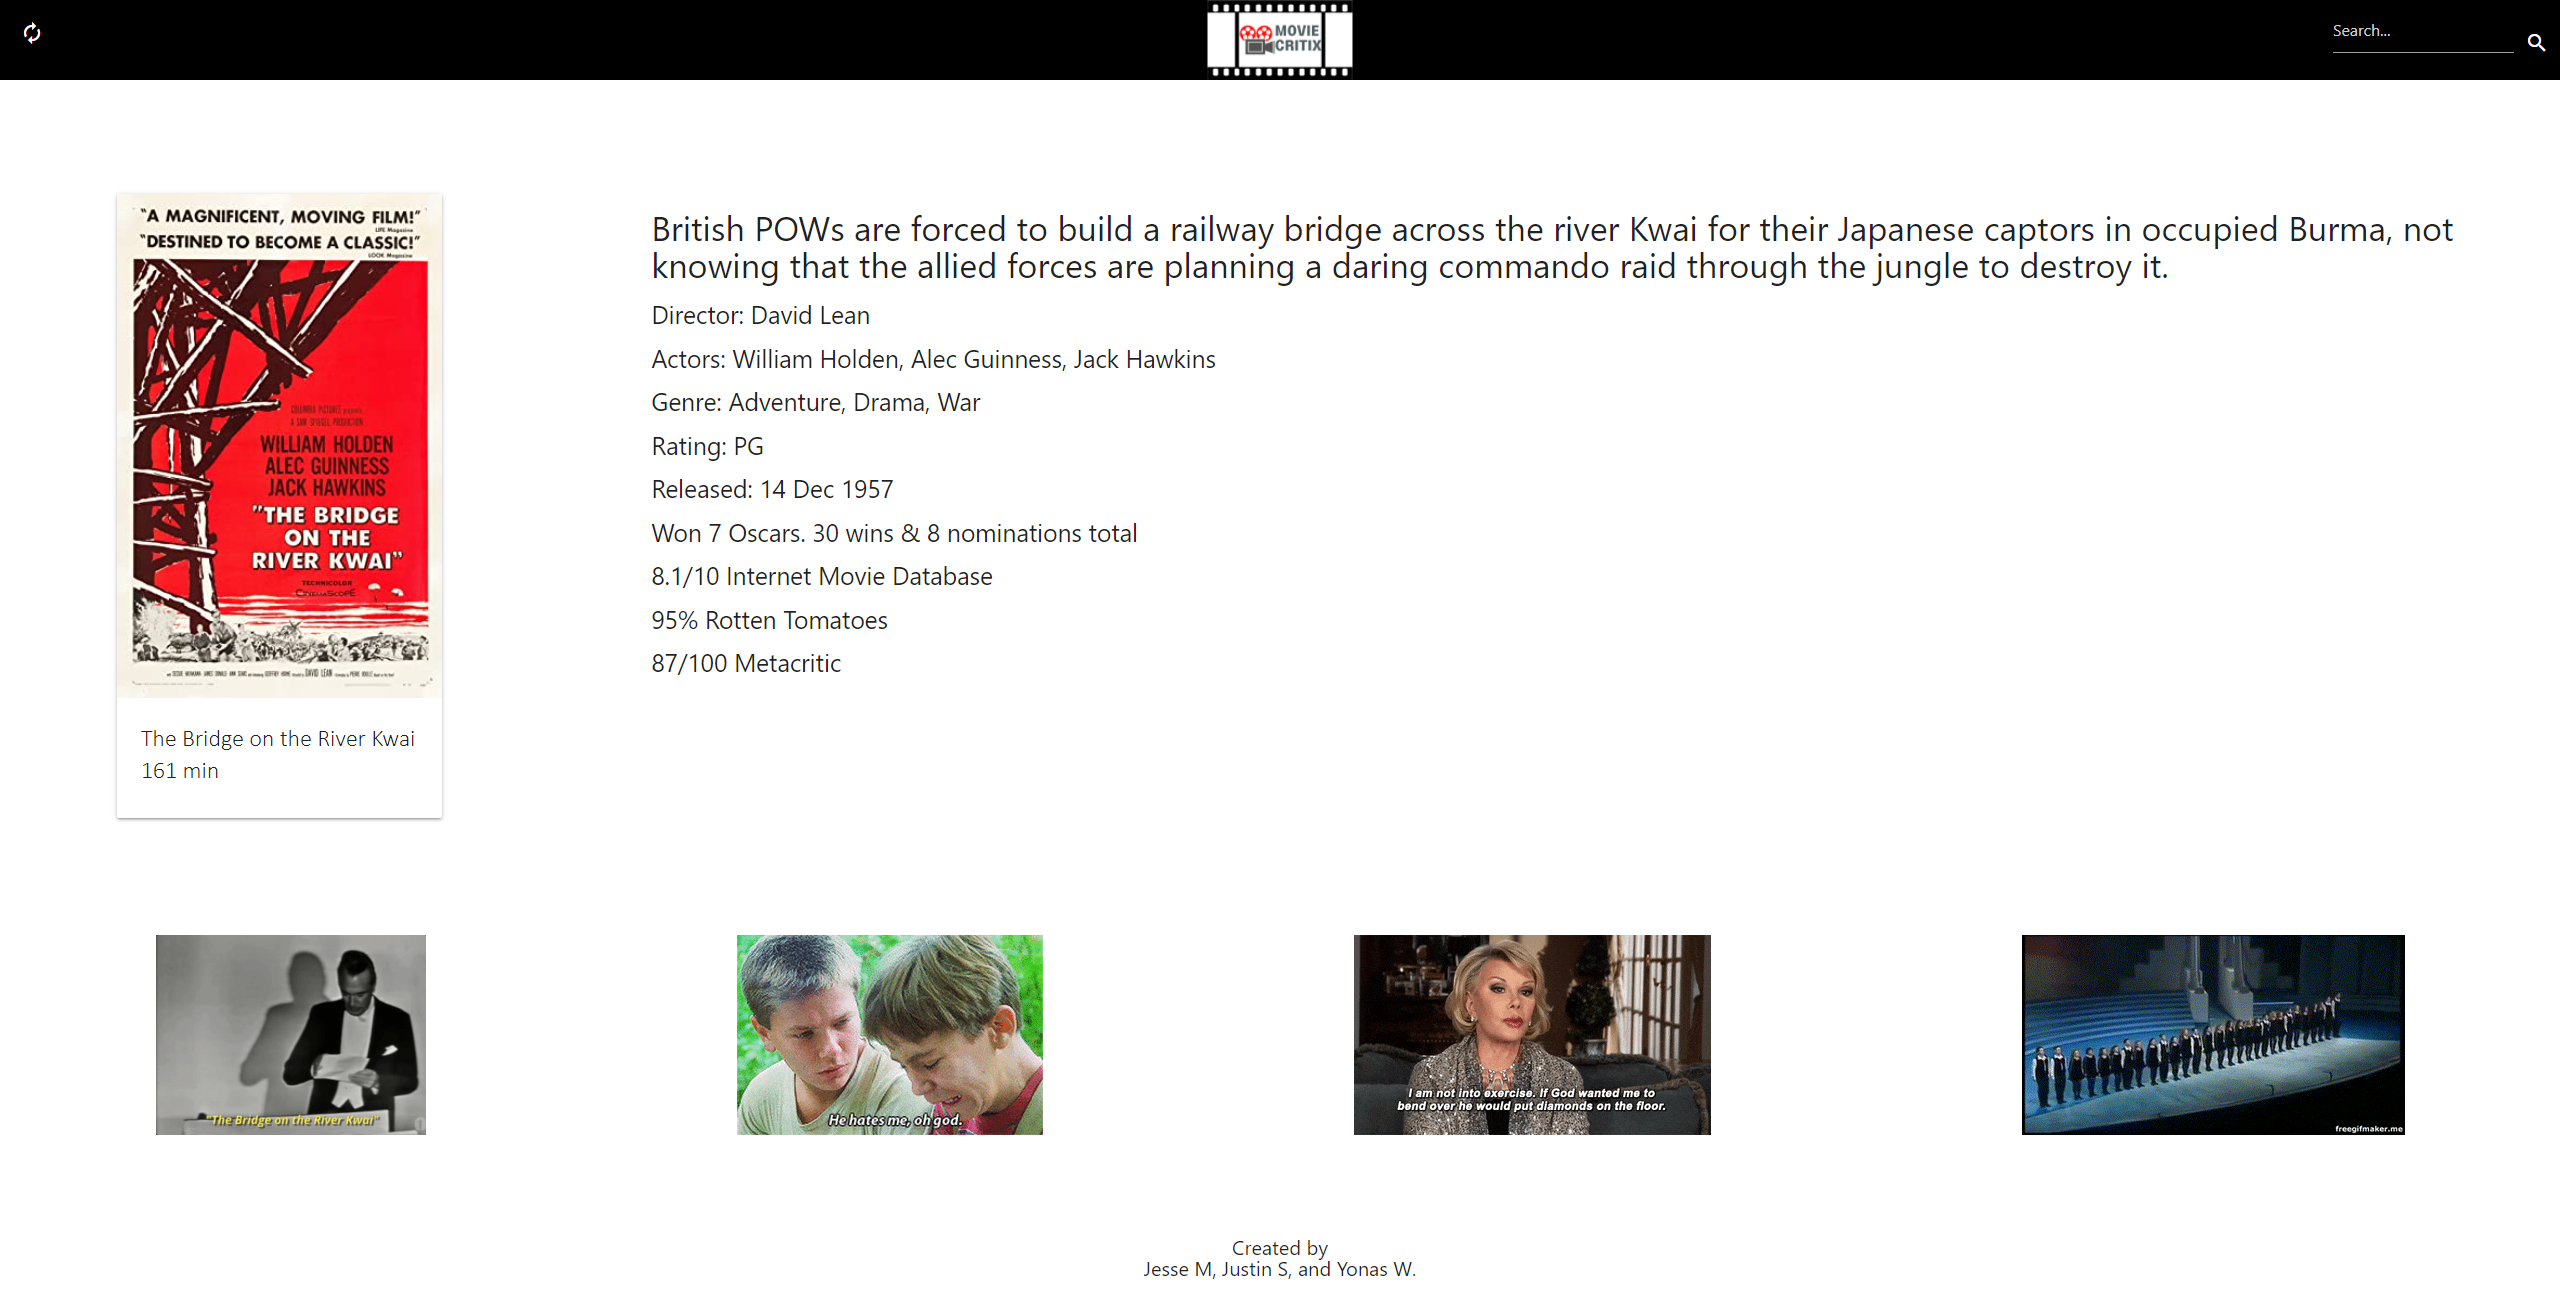 MOVIE
CRITIX
Search...
"A MAGNIFICENT, MOVING FILM!"
LIFE Magazine
"DESTINED TO BECOME A CLASSIC!"
LOOK Magazine
COLUMBIA PICTURES presents
A SAM SPIEGEL PRODUCTION
WILLIAM HOLDEN
ALEC GUINNESS
JACK HAWKINS
"THE BRIDGE
ON THE
RIVER KWAI"
TECHNICOLOR
CINEMASCOPE
DAVID LEAN
The Bridge on the River Kwai
161 min
British POWs are forced to build a railway bridge across the river Kwai for their Japanese captors in occupied Burma, not
knowing that the allied forces are planning a daring commando raid through the jungle to destroy it.
Director: David Lean
Actors: William Holden, Alec Guinness, Jack Hawkins
Genre: Adventure, Drama, War
Rating: PG
Released: 14 Dec 1957
Won 7 Oscars. 30 wins & 8 nominations total
8.1/10 Internet Movie Database
95% Rotten Tomatoes
87/100 Metacritic
"The Bridge on the River Kwai"
He hates me, oh god.
I am not into exercise. If God wanted me to
bend over he would put diamonds on the floor.
freegifmaker.me
Created by
Jesse M, Justin S, and Yonas W.